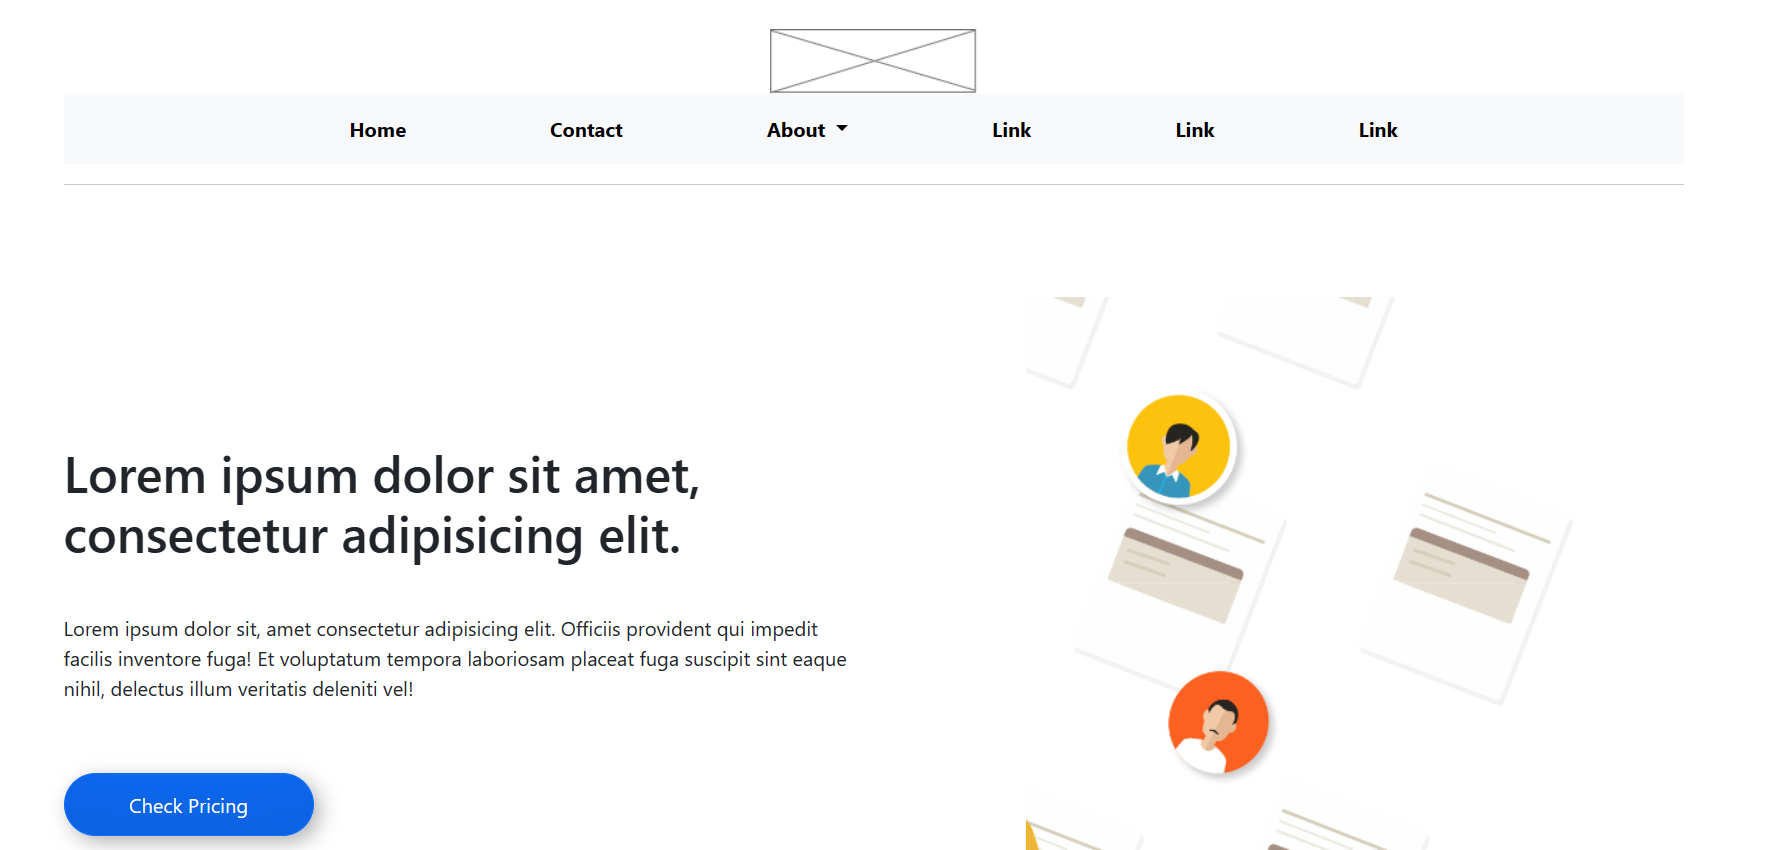 Home Contact About Link Link Link
Lorem ipsum dolor sit amet,
consectetur adipisicing elit.
Lorem ipsum dolor sit, amet consectetur adipisicing elit. Officiis provident qui impedit
facilis inventore fuga! Et voluptatum tempora laboriosam placeat fuga suscipit sint eaque
nihil, delectus illum veritatis deleniti vel!
Check Pricing